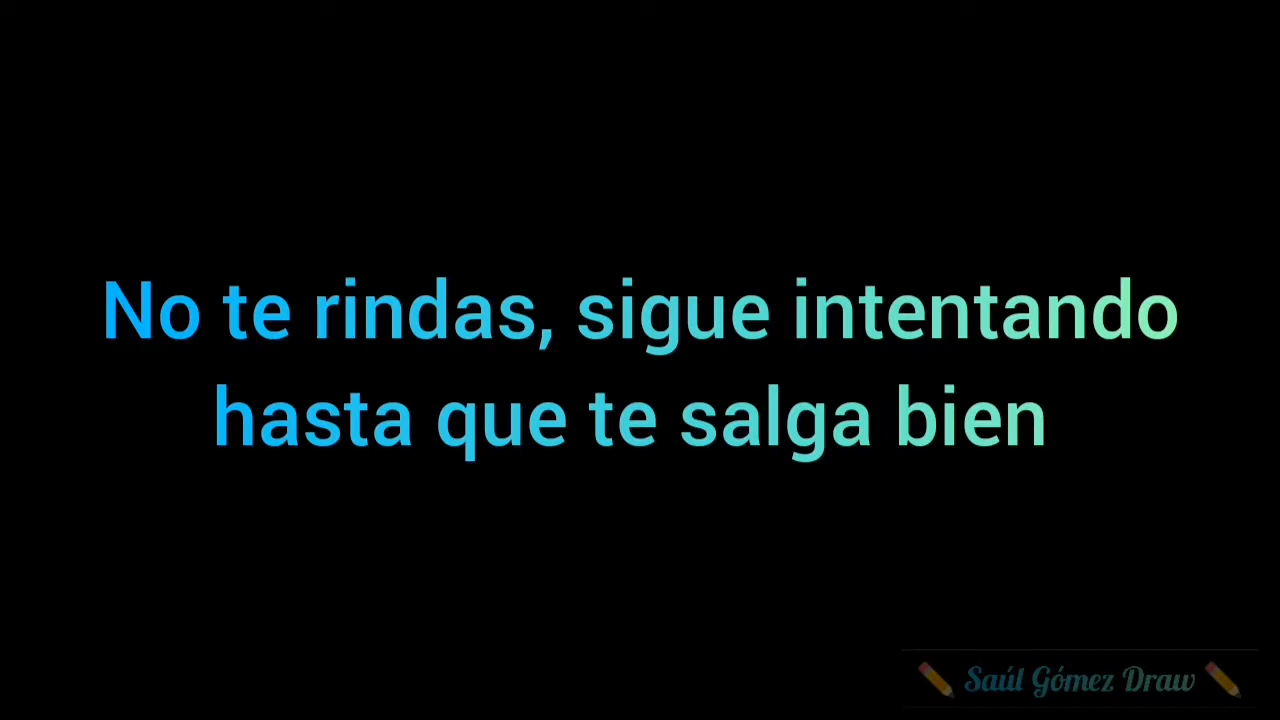 No te rindas, sigue intentando
hasta que te salga bien
Saúl Gómez Draw